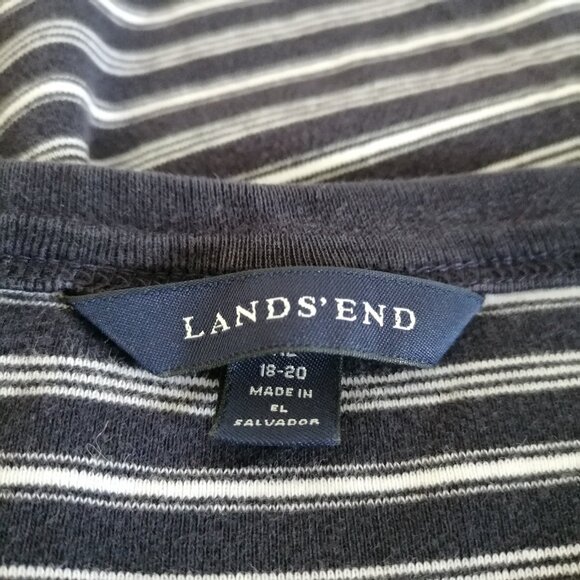 LANDS' END
18-20
MADE IN
EL
SALVADOR